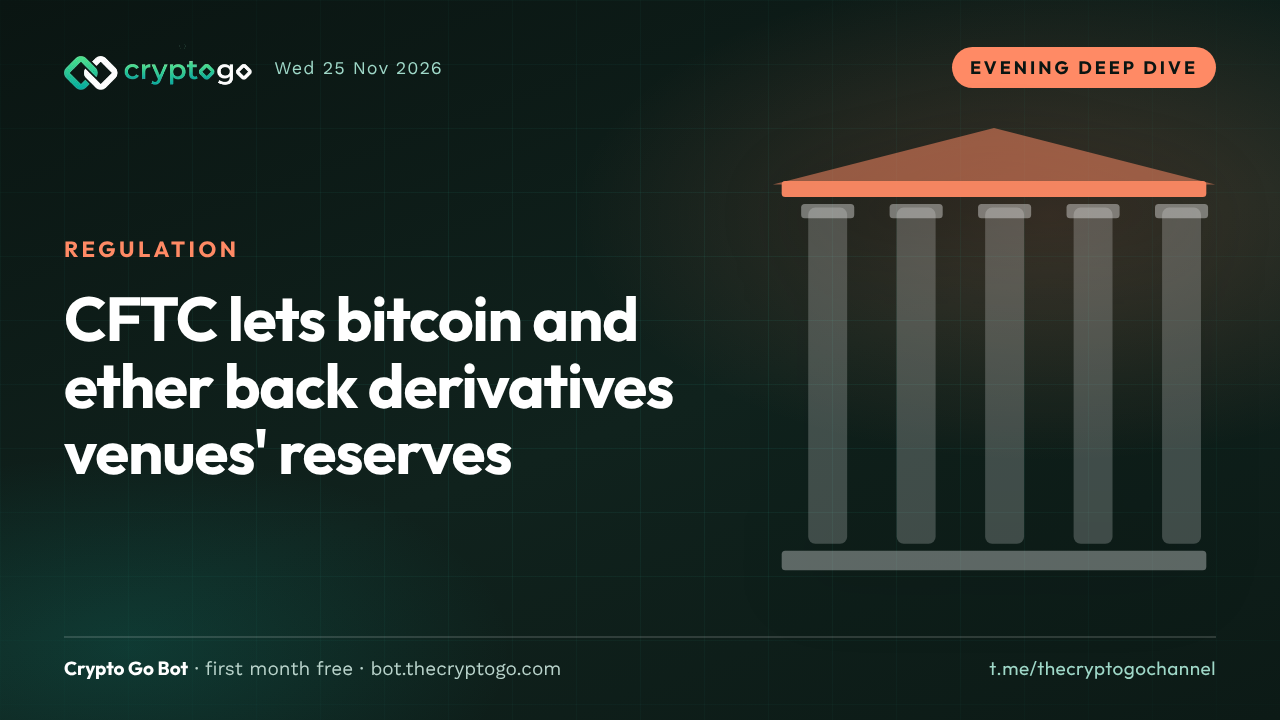 cryptogo
Wed 25 Nov 2026
EVENING DEEP DIVE
REGULATION
CFTC lets bitcoin and
ether back derivatives
venues' reserves
Crypto Go Bot · first month free · bot.thecryptogo.com
t.me/thecryptogochannel